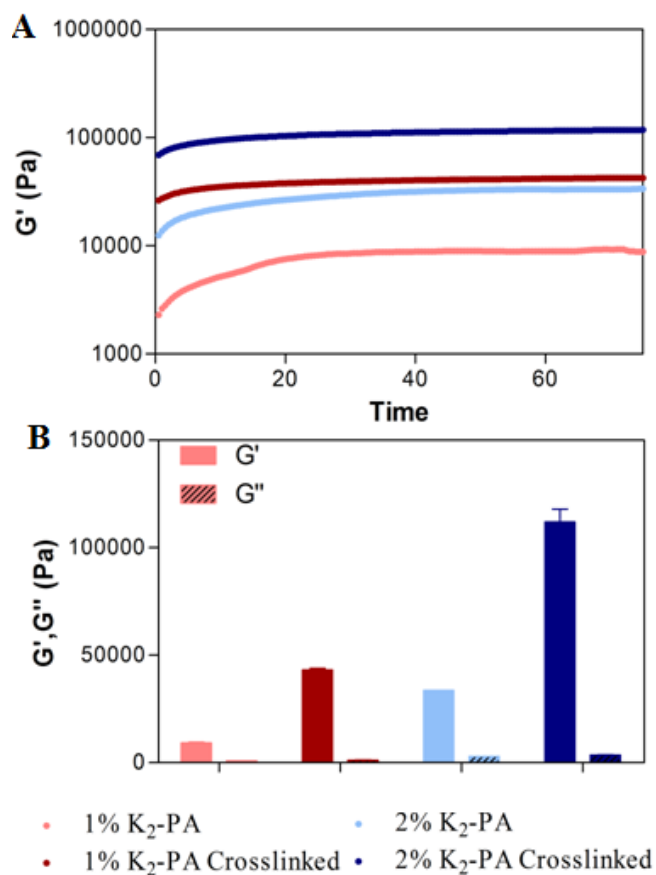 A
1000000
100000
10000
1000
G' (Pa)
0 20 40 60
Time
B
150000
100000
50000
0
G',G'' (Pa)
G'
G''
1% K₂-PA
2% K₂-PA
1% K₂-PA Crosslinked
2% K₂-PA Crosslinked